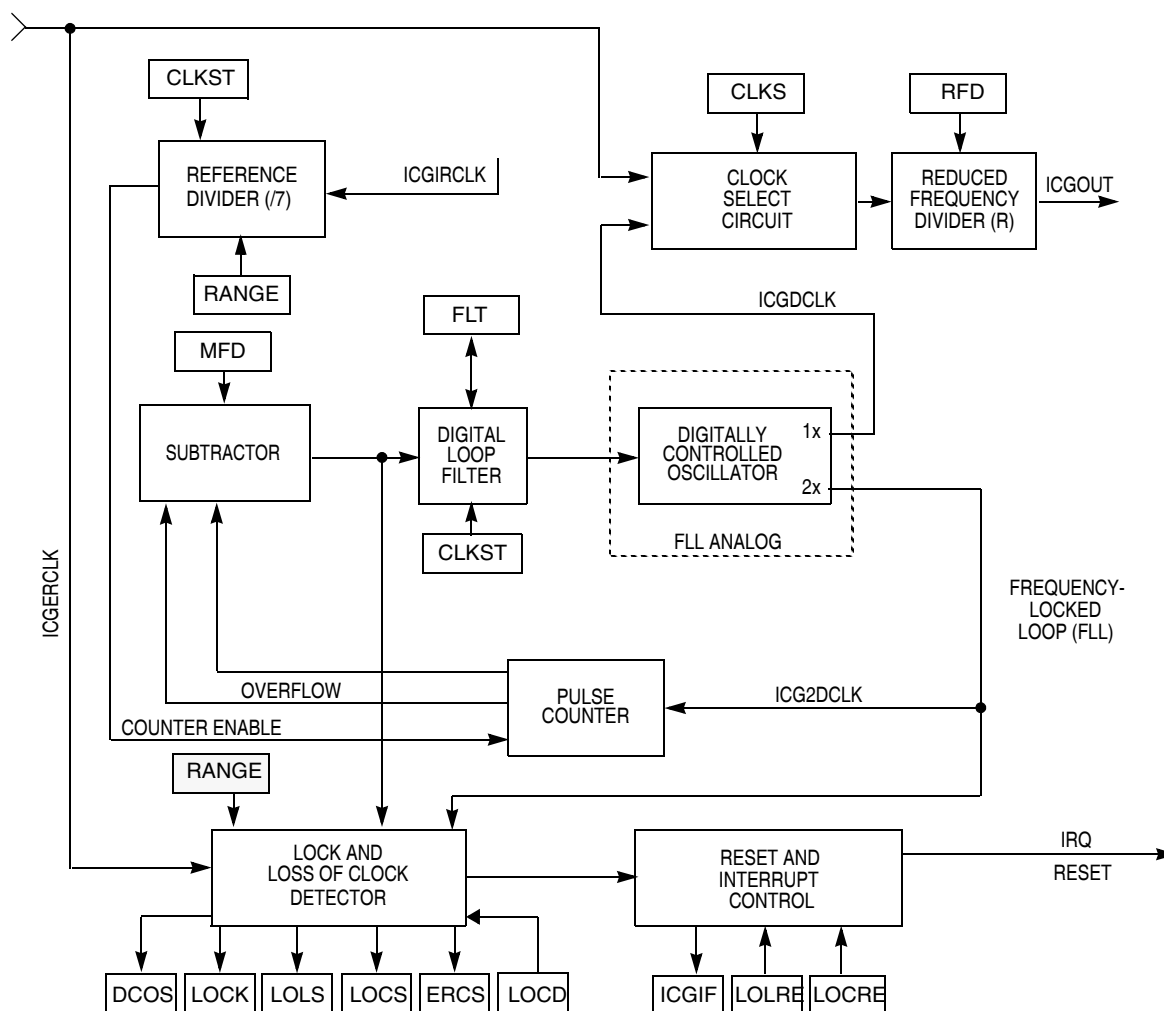 CLKST
CLKS
RFD
REFERENCE
DIVIDER (/7)
ICGIRCLK
CLOCK
SELECT
CIRCUIT
REDUCED
FREQUENCY
DIVIDER (R)
ICGOUT
RANGE
FLT
ICGDCLK
MFD
SUBTRACTOR
DIGITAL
LOOP
FILTER
DIGITALLY
CONTROLLED
OSCILLATOR
1x
2x
CLKST
FLL ANALOG
ICGERCLK
FREQUENCY-
LOCKED
LOOP (FLL)
OVERFLOW
PULSE
COUNTER
ICG2DCLK
COUNTER ENABLE
RANGE
LOCK AND
LOSS OF CLOCK
DETECTOR
RESET AND
INTERRUPT
CONTROL
IRQ
RESET
DCOS
LOCK
LOLS
LOCS
ERCS
LOCD
ICGIF
LOLRE
LOCRE